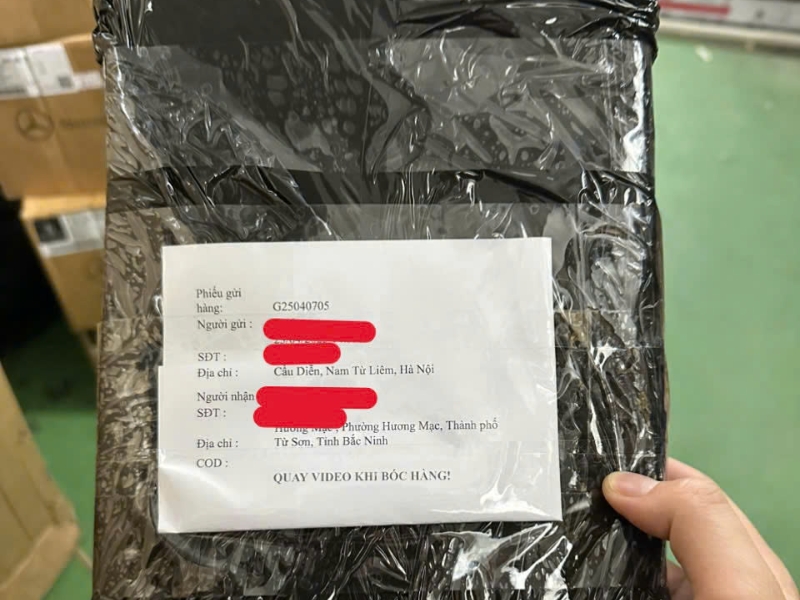 Phiếu gửi
hàng: G25040705
Người gửi :
SĐT :
Địa chỉ : Cầu Diễn, Nam Từ Liêm, Hà Nội
Người nhận
SĐT :
Hương Mạc , Phường Hương Mạc, Thành phố
Địa chỉ : Từ Sơn, Tỉnh Bắc Ninh
COD :
QUAY VIDEO KHi BÓC HÀNG!